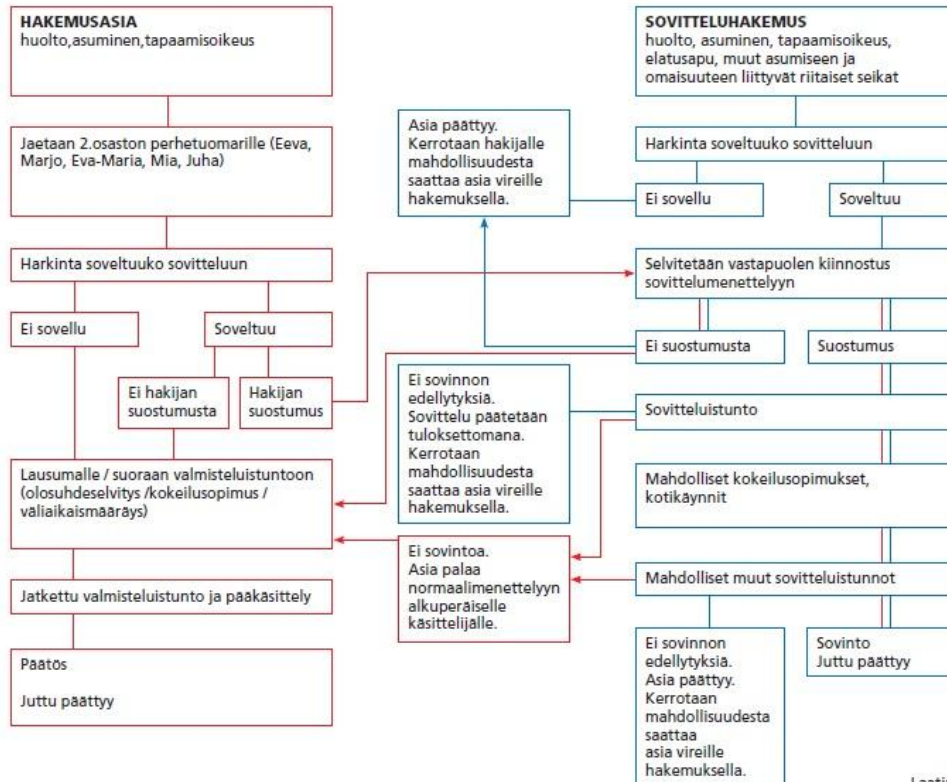 HAKEMUSASIA
huolto,asuminen,tapaamisoikeus
Jaetaan 2.osaston perhetuomarille (Eeva,
Marjo, Eva-Maria, Mia, Juha)
Harkinta soveltuuko sovitteluun
Ei sovellu
Soveltuu
Ei hakijan
suostumusta
Hakijan
suostumus
Lausumalle / suoraan valmisteluistuntoon
(olosuhdeselvitys /kokeilusopimus /
väliaikaismääräys)
Jatkettu valmisteluistunto ja pääkäsittely
Päätös
Juttu päättyy
Asia päättyy.
Kerrotaan hakijalle
mahdollisuudesta
saattaa asia vireille
hakemuksella.
Ei sovinnon
edellytyksiä.
Sovittelu päätetään
tuloksettomana.
Kerrotaan
mahdollisuudesta
saattaa asia vireille
hakemuksella.
Ei sovintoa.
Asia palaa
normaalimenettelyyn
alkuperäiselle
käsittelijälle.
SOVITTELUHAKEMUS
huolto, asuminen, tapaamisoikeus,
elatusapu, muut asumiseen ja
omaisuuteen liittyvät riitaiset seikat
Harkinta soveltuuko sovitteluun
Ei sovellu
Soveltuu
Selvitetään vastapuolen kiinnostus
sovittelumenettelyyn
Ei suostumusta
Suostumus
Sovitteluistunto
Mahdolliset kokeilusopimukset,
kotikäynnit
Mahdolliset muut sovitteluistunnot
Ei sovinnon
edellytyksiä.
Asia päättyy.
Kerrotaan
mahdollisuudesta
saattaa
asia vireille
hakemuksella.
Sovinto
Juttu päättyy